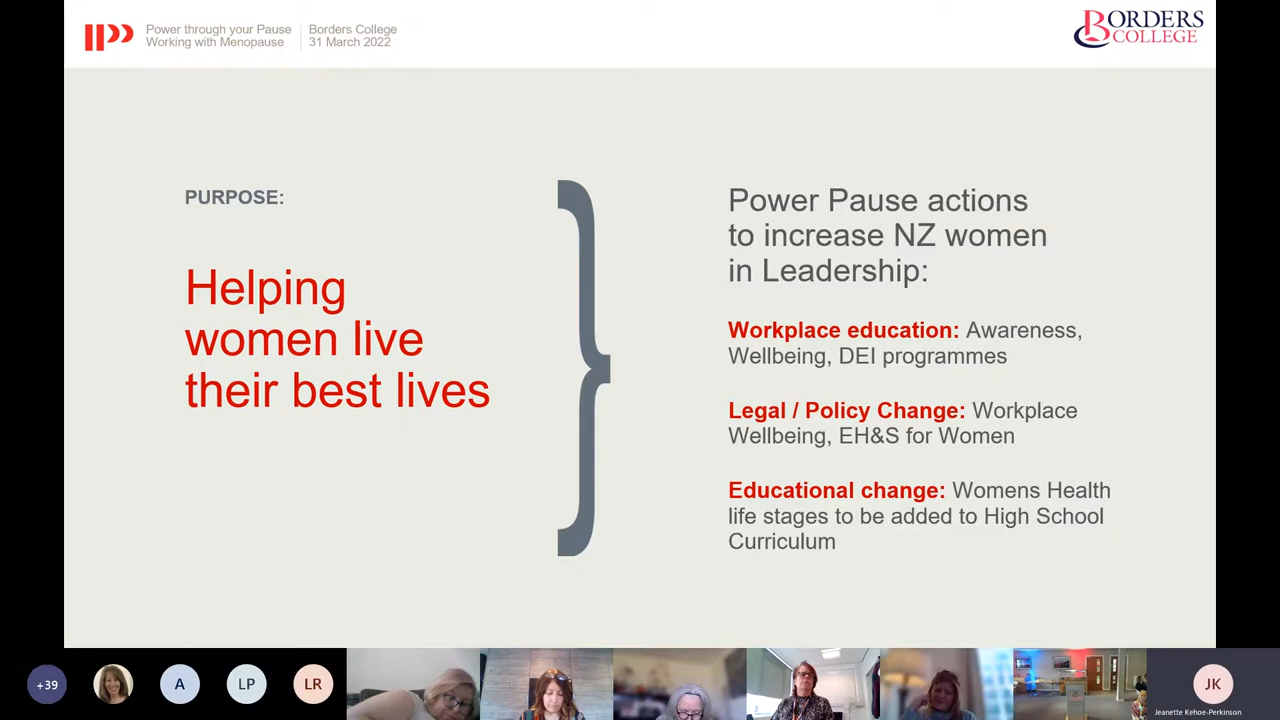 Power through your Pause
Working with Menopause
Borders College
31 March 2022
BORDERS
COLLEGE
PURPOSE:
Helping
women live
their best lives
Power Pause actions
to increase NZ women
in Leadership:
Workplace education: Awareness,
Wellbeing, DEI programmes
Legal / Policy Change: Workplace
Wellbeing, EH&S for Women
Educational change: Womens Health
life stages to be added to High School
Curriculum
+39
A
LP
LR
JK
Jeanette Kehoe-Perkinson